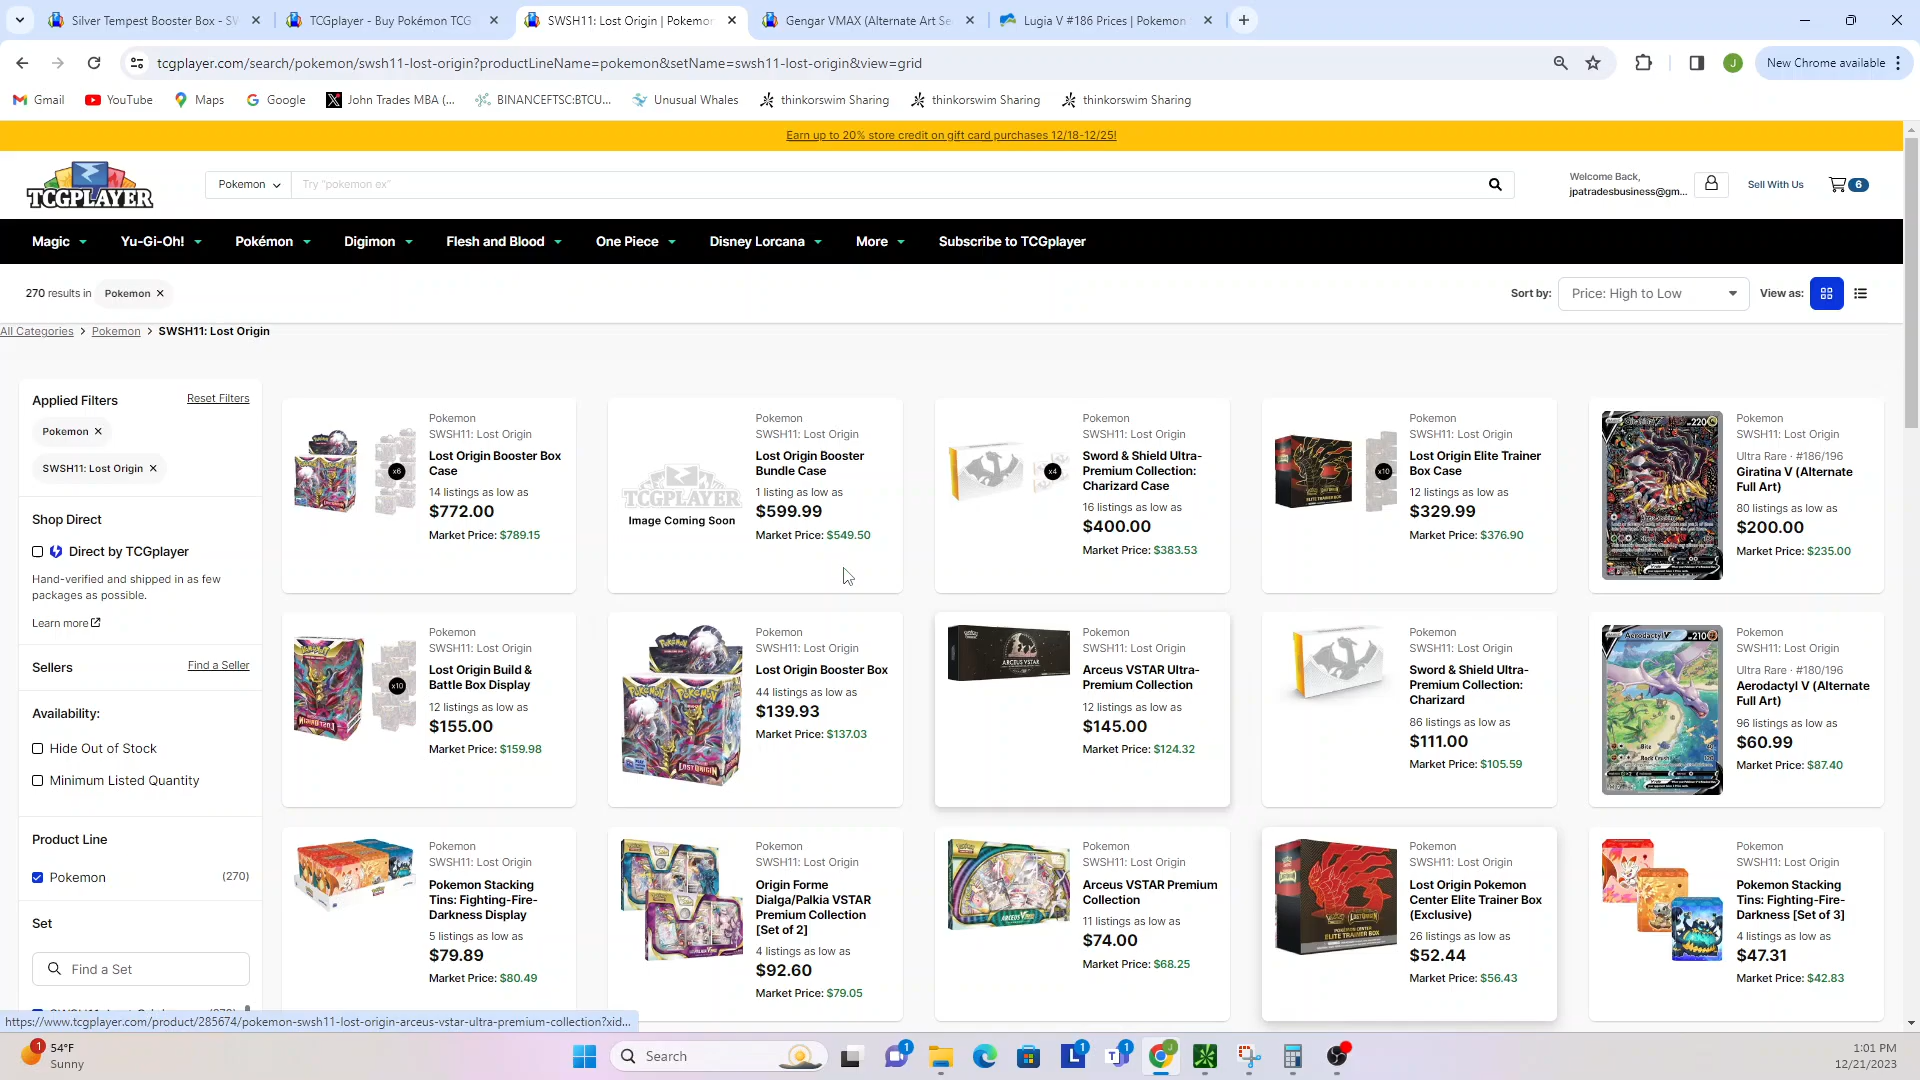 Silver Tempest Booster Box - SW
TCGplayer - Buy Pokémon TCG
SWSH11: Lost Origin | Pokemon
Gengar VMAX (Alternate Art Se
Lugia V #186 Prices | Pokemon
tcgplayer.com/search/pokemon/swsh11-lost-origin?productLineName=pokemon&setName=swsh11-lost-origin&view=grid
J
New Chrome available
Gmail
YouTube
Maps
Google
John Trades MBA (...
BINANCEFTSC:BTCU...
Unusual Whales
thinkorswim Sharing
thinkorswim Sharing
thinkorswim Sharing
Earn up to 20% store credit on gift card purchases 12/18-12/25!
TCGPLAYER
Pokemon
Try "pokemon ex"
Welcome Back,
jpatradesbusiness@gm...
Sell With Us
6
Magic
Yu-Gi-Oh!
Pokémon
Digimon
Flesh and Blood
One Piece
Disney Lorcana
More
Subscribe to TCGplayer
270 results in
Pokemon
Sort by:
Price: High to Low
View as:
All Categories > Pokemon > SWSH11: Lost Origin
Applied Filters
Reset Filters
Pokemon
SWSH11: Lost Origin
Shop Direct
Direct by TCGplayer
Hand-verified and shipped in as few
packages as possible.
Learn more
Sellers
Find a Seller
Availability:
Hide Out of Stock
Minimum Listed Quantity
Product Line
Pokemon
(270)
Set
Find a Set
x6
Pokemon
SWSH11: Lost Origin
Lost Origin Booster Box
Case
14 listings as low as
$772.00
Market Price: $789.15
TCGPLAYER
Image Coming Soon
Pokemon
SWSH11: Lost Origin
Lost Origin Booster
Bundle Case
1 listing as low as
$599.99
Market Price: $549.50
x4
Pokemon
SWSH11: Lost Origin
Sword & Shield Ultra-
Premium Collection:
Charizard Case
16 listings as low as
$400.00
Market Price: $383.53
x10
Pokemon
SWSH11: Lost Origin
Lost Origin Elite Trainer
Box Case
12 listings as low as
$329.99
Market Price: $376.90
220
Pokemon
SWSH11: Lost Origin
Ultra Rare · #186/196
Giratina V (Alternate
Full Art)
80 listings as low as
$200.00
Market Price: $235.00
x10
Pokemon
SWSH11: Lost Origin
Lost Origin Build &
Battle Box Display
12 listings as low as
$155.00
Market Price: $159.98
POKÉMON
LOST ORIGIN
Pokemon
SWSH11: Lost Origin
Lost Origin Booster Box
44 listings as low as
$139.93
Market Price: $137.03
ARCEUS VSTAR
Pokemon
SWSH11: Lost Origin
Arceus VSTAR Ultra-
Premium Collection
12 listings as low as
$145.00
Market Price: $124.32
Pokemon
SWSH11: Lost Origin
Sword & Shield Ultra-
Premium Collection:
Charizard
86 listings as low as
$111.00
Market Price: $105.59
Aerodactyl V
210
Pokemon
SWSH11: Lost Origin
Ultra Rare · #180/196
Aerodactyl V (Alternate
Full Art)
96 listings as low as
$60.99
Market Price: $87.40
Pokemon
SWSH11: Lost Origin
Pokemon Stacking
Tins: Fighting-Fire-
Darkness Display
5 listings as low as
$79.89
Market Price: $80.49
Pokemon
SWSH11: Lost Origin
Origin Forme
Dialga/Palkia VSTAR
Premium Collection
[Set of 2]
4 listings as low as
$92.60
Market Price: $79.05
Pokemon
SWSH11: Lost Origin
Arceus VSTAR Premium
Collection
11 listings as low as
$74.00
Market Price: $68.25
ELITE TRAINER BOX
Pokemon
SWSH11: Lost Origin
Lost Origin Pokemon
Center Elite Trainer Box
(Exclusive)
26 listings as low as
$52.44
Market Price: $56.43
Pokemon
SWSH11: Lost Origin
Pokemon Stacking
Tins: Fighting-Fire-
Darkness [Set of 3]
4 listings as low as
$47.31
Market Price: $42.83
https://www.tcgplayer.com/product/285674/pokemon-swsh11-lost-origin-arceus-vstar-ultra-premium-collection?xid...
1
54°F
Sunny
Search
1
1
1
J
1:01 PM
12/21/2023